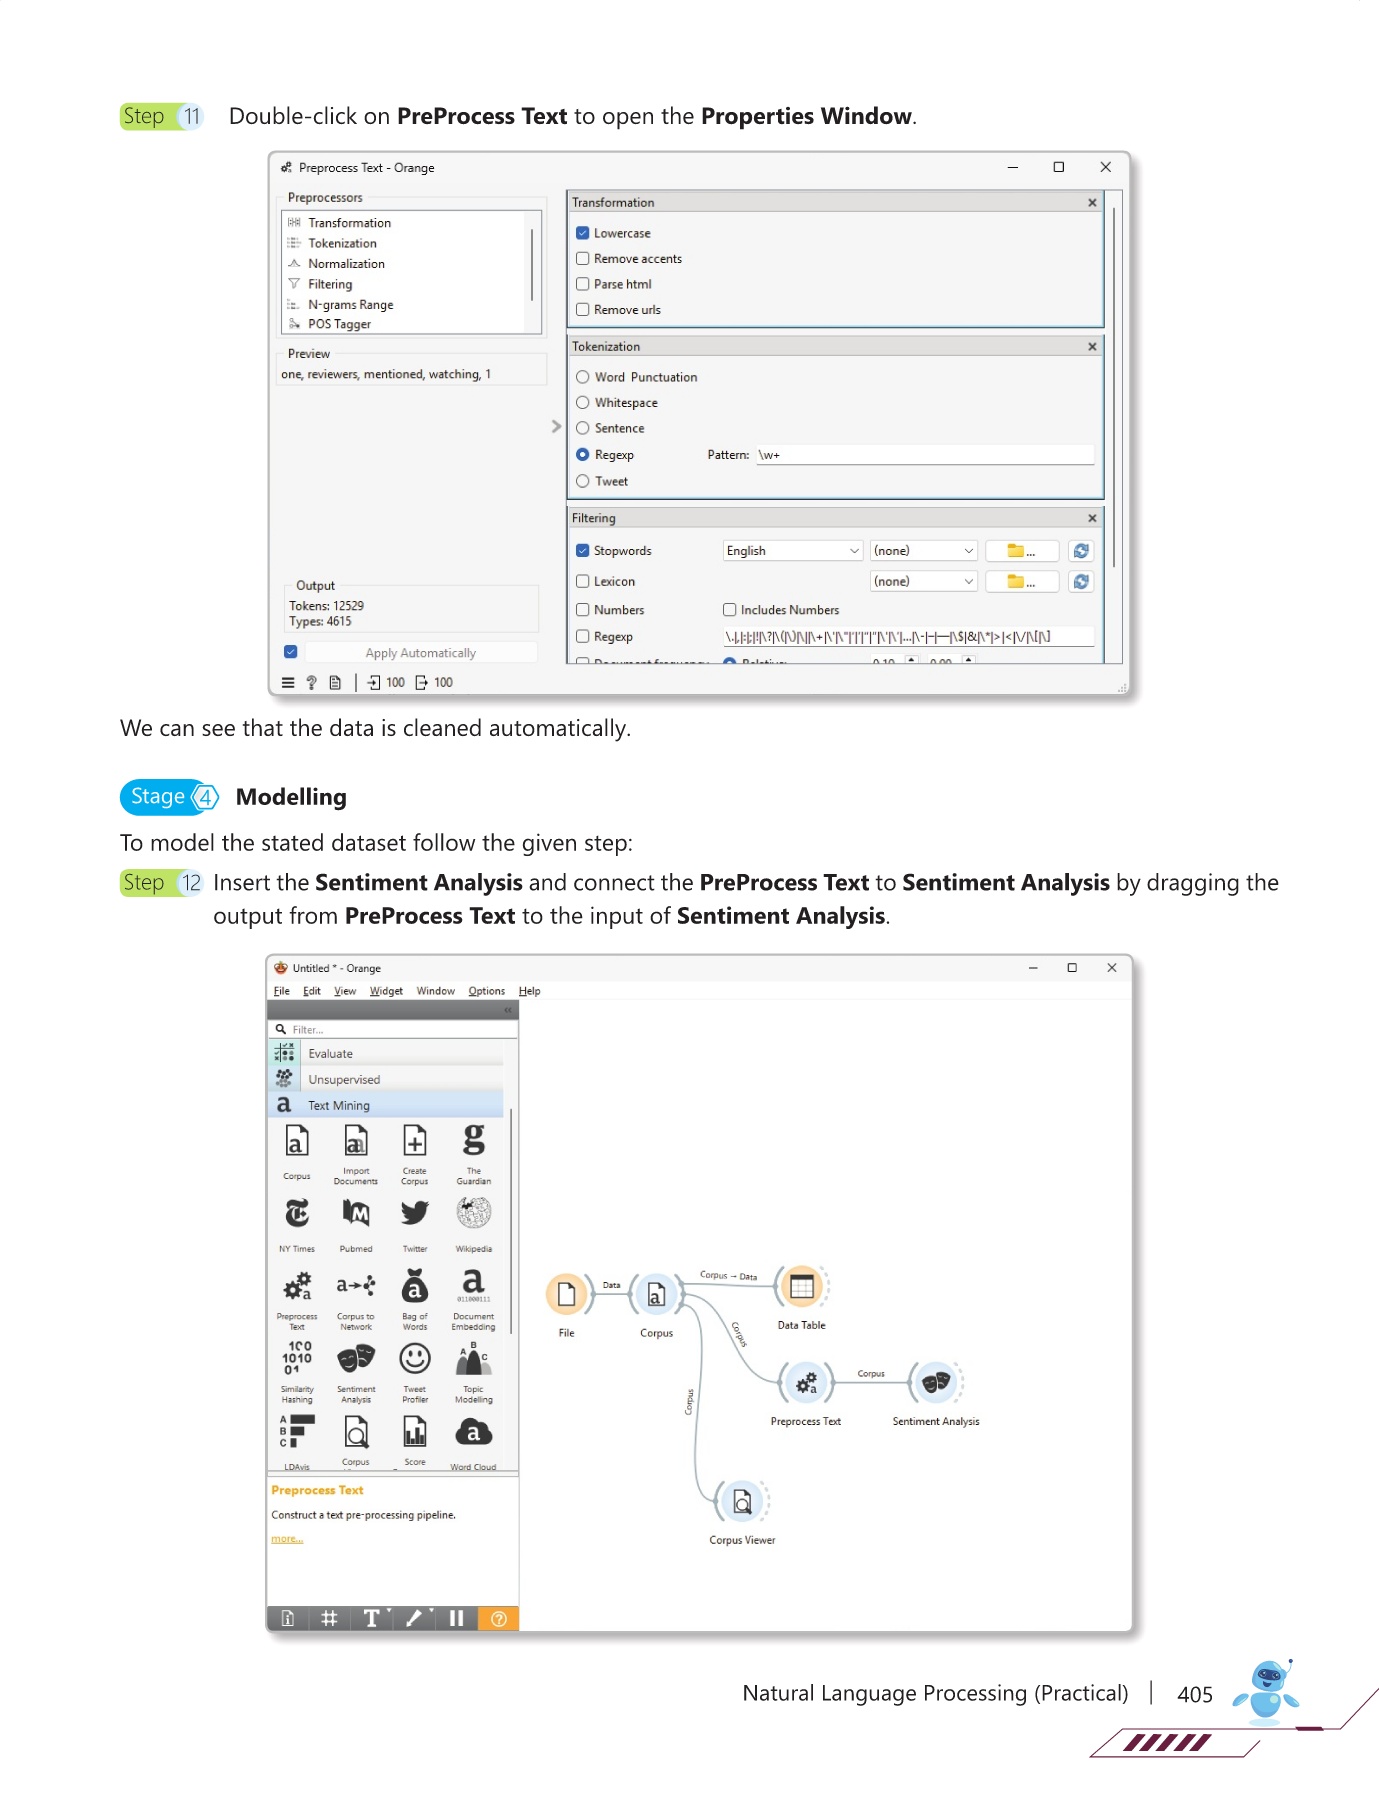 Step 11 Double-click on PreProcess Text to open the Properties Window.
Preprocess Text - Orange
Preprocessors
Transformation
Tokenization
Normalization
Filtering
N-grams Range
POS Tagger
Preview
one, reviewers, mentioned, watching, 1
Output
Tokens: 12529
Types: 4615
Apply Automatically
100 100
Transformation
Lowercase
Remove accents
Parse html
Remove urls
Tokenization
Word Punctuation
Whitespace
Sentence
Regexp Pattern: \w+
Tweet
Filtering
Stopwords English (none) ...
Lexicon (none) ...
Numbers Includes Numbers
Regexp
We can see that the data is cleaned automatically.
Stage 4 Modelling
To model the stated dataset follow the given step:
Step 12 Insert the Sentiment Analysis and connect the PreProcess Text to Sentiment Analysis by dragging the
output from PreProcess Text to the input of Sentiment Analysis.
Untitled * - Orange
File Edit View Widget Window Options Help
Filter...
Evaluate
Unsupervised
a Text Mining
Corpus Import Documents Create Corpus The Guardian
NY Times Pubmed Twitter Wikipedia
Preprocess Text Corpus to Network Bag of Words Document Embedding
Similarity Hashing Sentiment Analysis Tweet Profiler Topic Modelling
LDAvis Corpus Score Word Cloud
Preprocess Text
Construct a text pre-processing pipeline.
more...
File
Data
Corpus
Corpus → Data
Data Table
Corpus
Preprocess Text
Corpus
Sentiment Analysis
Corpus
Corpus Viewer
Natural Language Processing (Practical) | 405